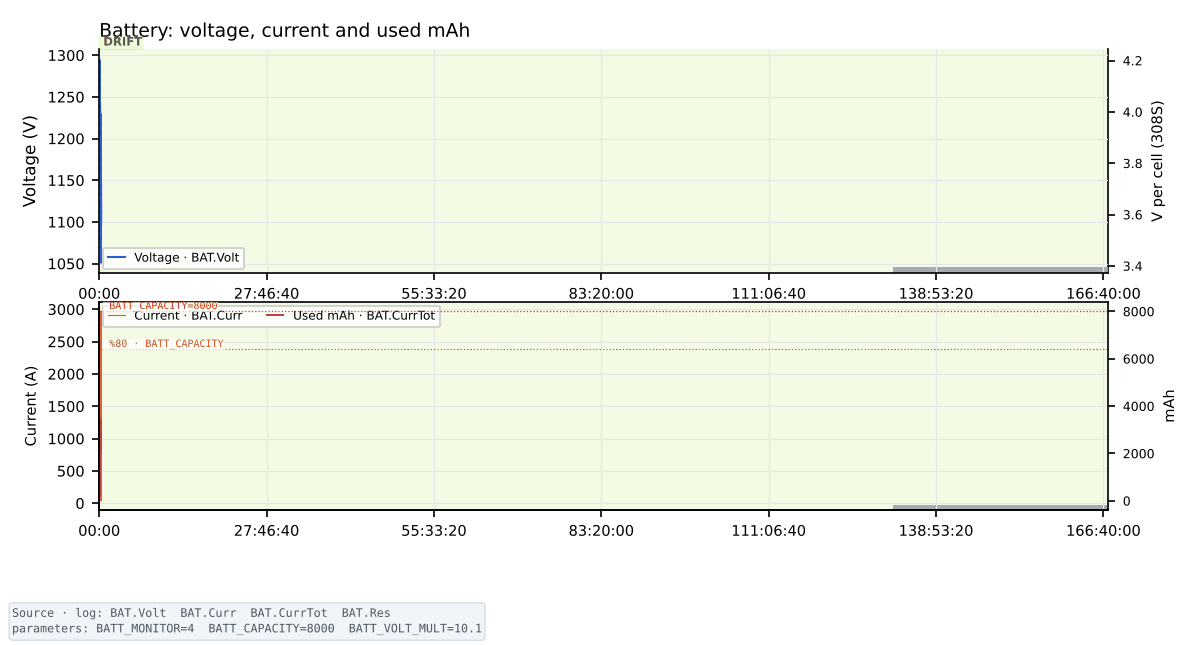 Battery: voltage, current and used mAh
DRIFT
1300
1250
1200
1150
1100
1050
Voltage (V)
4.2
4.0
3.8
3.6
3.4
V per cell (308S)
Voltage · BAT.Volt
00:00 27:46:40 55:33:20 83:20:00 111:06:40 138:53:20 166:40:00
BATT_CAPACITY=8000
Current · BAT.Curr Used mAh · BAT.CurrTot
%80 · BATT_CAPACITY
3000
2500
2000
1500
1000
500
0
Current (A)
8000
6000
4000
2000
0
mAh
00:00 27:46:40 55:33:20 83:20:00 111:06:40 138:53:20 166:40:00
Source · log: BAT.Volt BAT.Curr BAT.CurrTot BAT.Res
parameters: BATT_MONITOR=4 BATT_CAPACITY=8000 BATT_VOLT_MULT=10.1